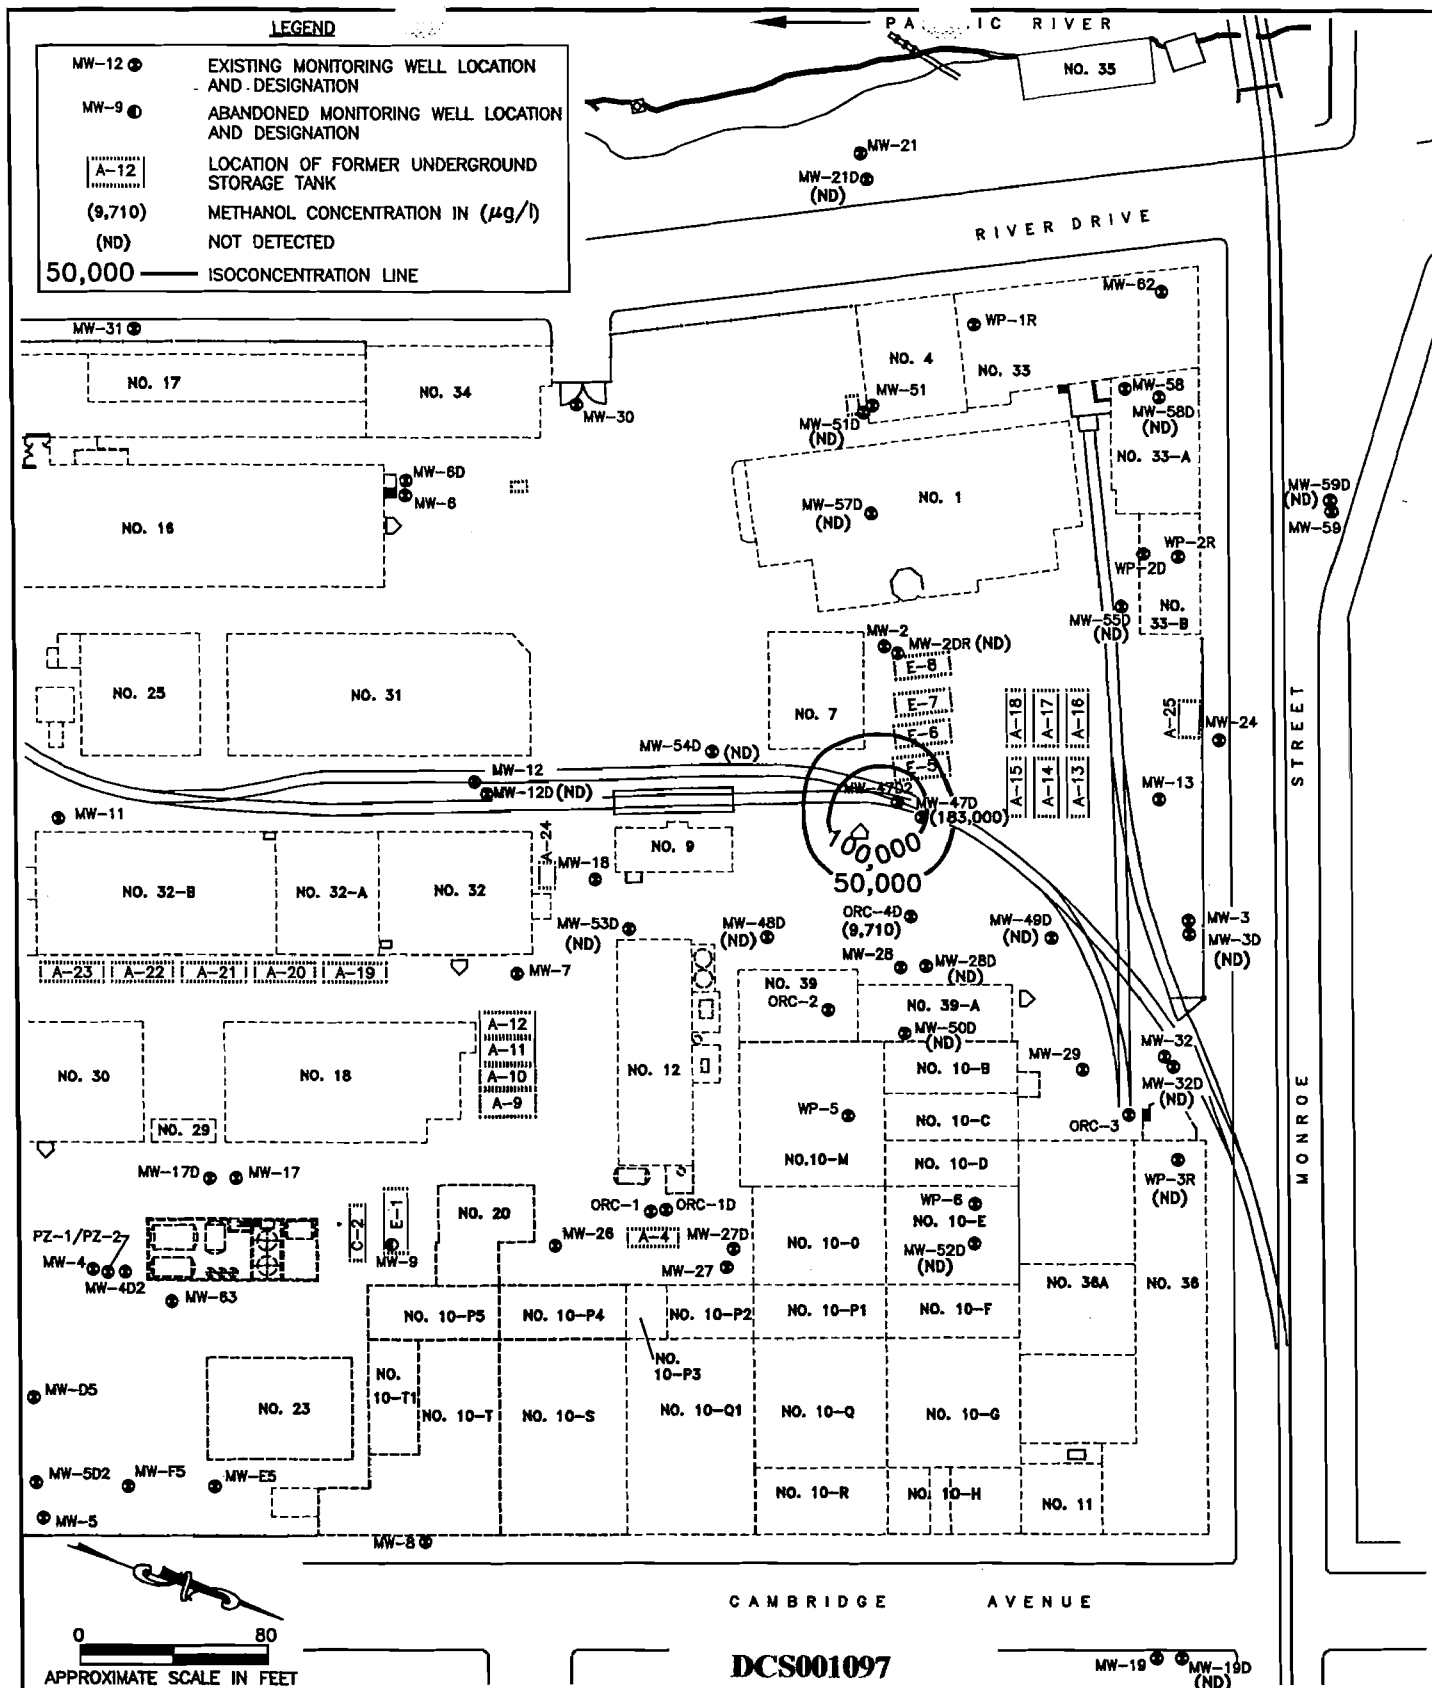 LEGEND
MW-12
EXISTING MONITORING WELL LOCATION
AND DESIGNATION
MW-9
ABANDONED MONITORING WELL LOCATION
AND DESIGNATION
A-12
LOCATION OF FORMER UNDERGROUND
STORAGE TANK
(9,710)
METHANOL CONCENTRATION IN (μg/l)
(ND)
NOT DETECTED
50,000
ISOCONCENTRATION LINE
RIVER
NO. 35
MW-21
MW-21D
(ND)
RIVER DRIVE
MW-62
MW-31
WP-1R
NO. 4
NO. 33
NO. 17
NO. 34
MW-30
MW-51
MW-51D
(ND)
MW-58
MW-58D
(ND)
NO. 33-A
MW-6D
MW-6
NO. 16
NO. 1
MW-57D
(ND)
MW-59D
(ND)
MW-59
WP-2R
WP-2D
NO.
33-B
MW-55D
(ND)
MW-2
MW-2DR (ND)
E-8
E-7
E-6
E-5
NO. 25
NO. 31
NO. 7
A-18
A-17
A-16
A-15
A-14
A-13
A-25
MW-24
MW-13
MW-54D (ND)
MW-12
MW-12D (ND)
MW-47D2
MW-47D
(183,000)
100,000
50,000
MW-11
NO. 32-B
NO. 32-A
NO. 32
A-24
MW-18
NO. 9
MW-53D
(ND)
MW-48D
(ND)
ORC-4D
(9,710)
MW-49D
(ND)
MW-3
MW-3D
(ND)
A-23
A-22
A-21
A-20
A-19
MW-7
MW-28
MW-28D
(ND)
NO. 39
ORC-2
NO. 39-A
MW-50D
(ND)
A-12
A-11
A-10
A-9
NO. 30
NO. 18
NO. 29
NO. 12
MW-29
MW-32
MW-32D
(ND)
NO. 10-B
WP-5
NO. 10-C
ORC-3
NO.10-M
NO. 10-D
WP-3R
(ND)
MW-17D
MW-17
C-2
E-1
MW-9
NO. 20
ORC-1
ORC-1D
A-4
MW-26
MW-27D
MW-27
NO. 10-O
WP-6
NO. 10-E
MW-52D
(ND)
PZ-1/PZ-2
MW-4
MW-4D2
MW-63
NO. 36A
NO. 36
NO. 10-P5
NO. 10-P4
NO. 10-P2
NO. 10-P1
NO. 10-F
NO.
10-P3
MW-D5
NO. 23
NO.
10-T1
NO. 10-T
NO. 10-S
NO. 10-Q1
NO. 10-Q
NO. 10-G
MW-5D2
MW-F5
MW-E5
NO. 10-R
NO. 10-H
NO. 11
MW-5
MW-8
STREET
MONROE
CAMBRIDGE AVENUE
0 80
APPROXIMATE SCALE IN FEET
DCS001097
MW-19
MW-19D
(ND)